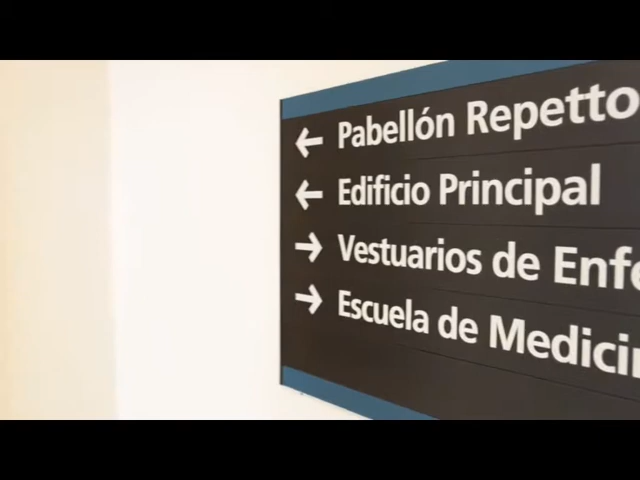 ← Pabellón Repetto
← Edificio Principal
→ Vestuarios de
→ Escuela de